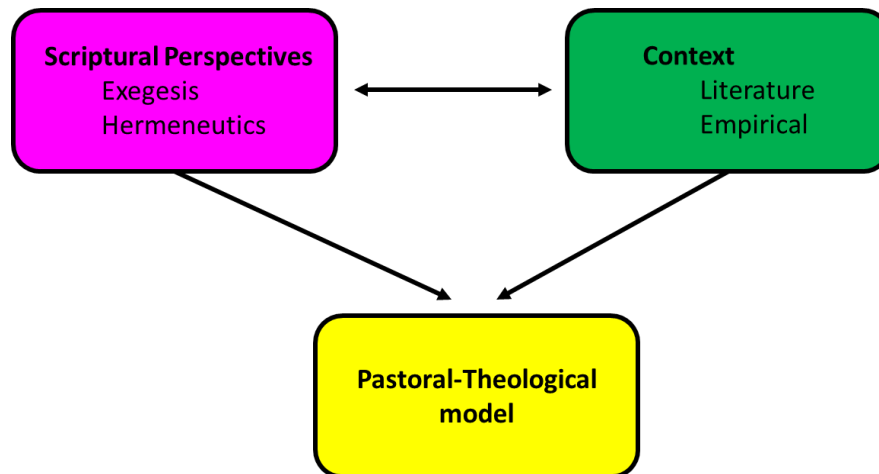 Scriptural Perspectives
Exegesis
Hermeneutics
Context
Literature
Empirical
Pastoral-Theological
model